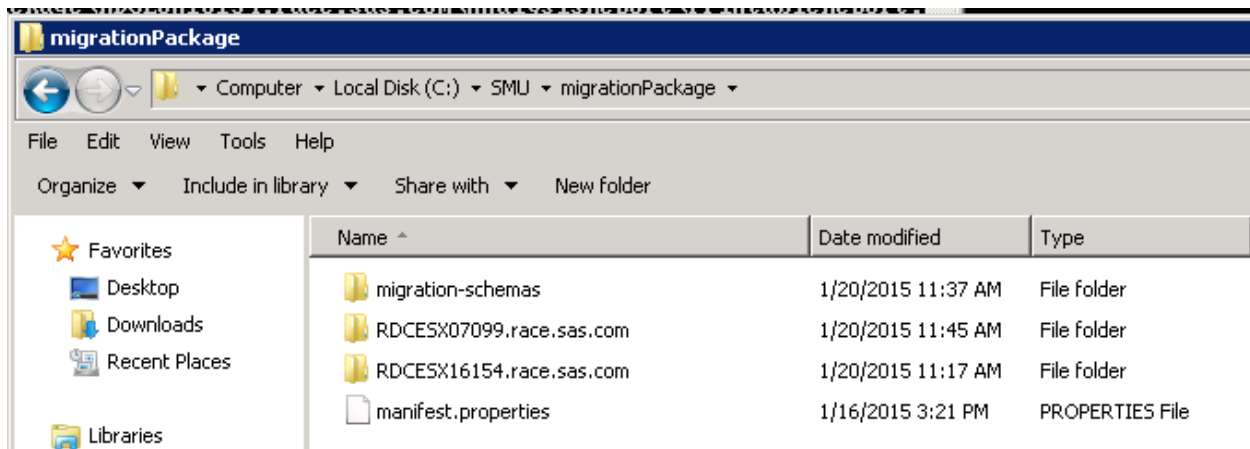 migrationPackage
Computer Local Disk (C:) SMU migrationPackage
File Edit View Tools Help
Organize Include in library Share with New folder
Name Date modified Type
Favorites
Desktop
Downloads
Recent Places
Libraries
migration-schemas 1/20/2015 11:37 AM File folder
RDCESX07099.race.sas.com 1/20/2015 11:45 AM File folder
RDCESX16154.race.sas.com 1/20/2015 11:17 AM File folder
manifest.properties 1/16/2015 3:21 PM PROPERTIES File